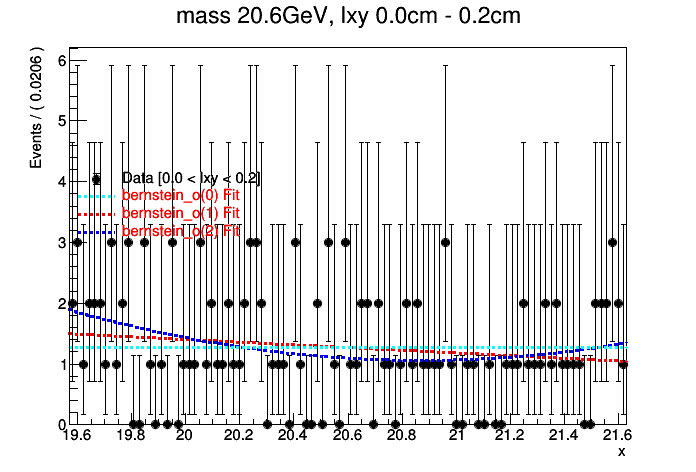 mass 20.6GeV, lxy 0.0cm - 0.2cm
Events / ( 0.0206 )
6
5
4
3
2
1
0
Data [0.0 < lxy < 0.2]
bernstein_o(0) Fit
bernstein_o(1) Fit
bernstein_o(2) Fit
19.6 19.8 20 20.2 20.4 20.6 20.8 21 21.2 21.4 21.6
x